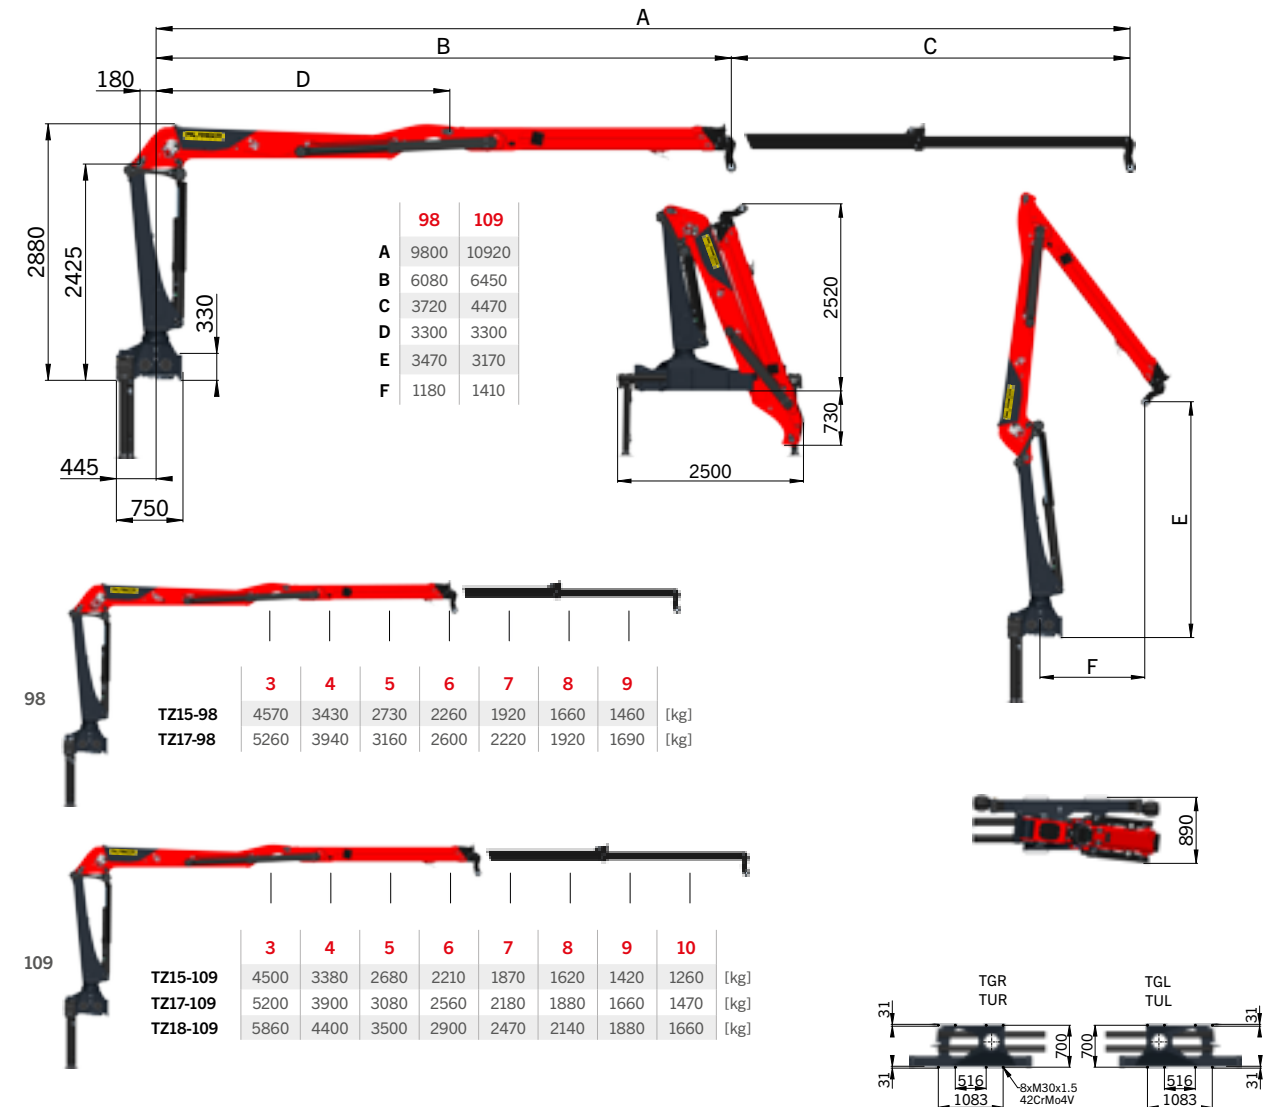 A
B C
180 D
2880
2425
330
98 109
A 9800 10920
B 6080 6450
C 3720 4470
D 3300 3300
E 3470 3170
F 1180 1410
445
750
2520
730
2500
E
F
98
3 4 5 6 7 8 9
TZ15-98 4570 3430 2730 2260 1920 1660 1460 [kg]
TZ17-98 5260 3940 3160 2600 2220 1920 1690 [kg]
890
109
3 4 5 6 7 8 9 10
TZ15-109 4500 3380 2680 2210 1870 1620 1420 1260 [kg]
TZ17-109 5200 3900 3080 2560 2180 1880 1660 1470 [kg]
TZ18-109 5860 4400 3500 2900 2470 2140 1880 1660 [kg]
TGR
TUR
31
700
31
516
1083
8xM30x1.5
42CrMo4V
TGL
TUL
31
700
31
516
1083